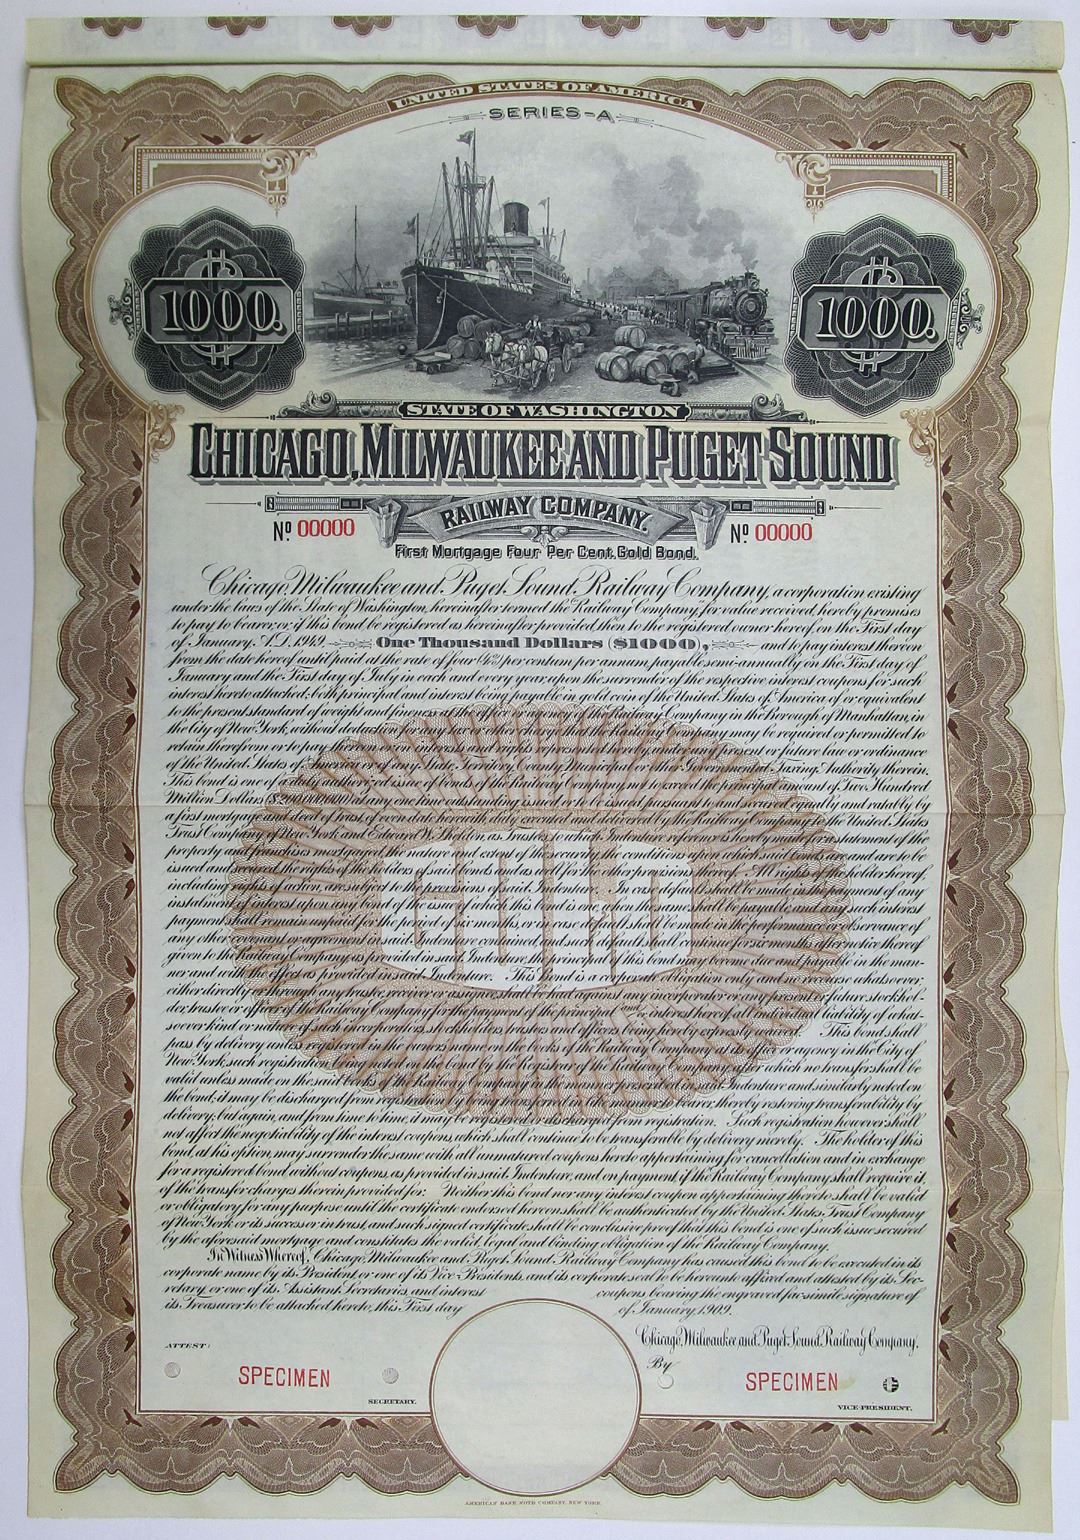 UNITED STATES OF AMERICA
SERIES-A
1000.
1000.
STATE OF WASHINGTON
CHICAGO, MILWAUKEE AND PUGET SOUND
RAILWAY COMPANY.
No. 00000
No. 00000
First Mortgage Four Per Cent. Gold Bond.
Chicago, Milwaukee and Puget Sound Railway Company, a corporation existing
under the laws of the State of Washington, hereinafter termed the Railway Company, for value received, hereby promises
to pay to bearer, or, if this bond be registered as hereinafter provided, then to the registered owner hereof, on the First day
of January, A.D. 1949 One Thousand Dollars ($1000), and to pay interest thereon
from the date hereof until paid at the rate of four (4%) per centum per annum, payable semi-annually on the First day of
January and the First day of July in each and every year, upon the surrender of the respective interest coupons for such
interest hereto attached; both principal and interest being payable in gold coin of the United States of America of or equivalent
to the present standard of weight and fineness at the office or agency of the Railway Company in the Borough of Manhattan, in
the City of New York, without deduction for any tax or other charge that the Railway Company may be required or permitted to
retain therefrom or to pay thereon or on interests and rights represented hereby, under any present or future law or ordinance
of the United States of America or of any State, Territory, County, Municipal or other Governmental Taxing Authority therein.
This bond is one of a duly authorized issue of bonds of the Railway Company, not to exceed the principal amount of Two Hundred
Million Dollars ($200,000,000) at any one time outstanding, issued or to be issued pursuant to and secured equally and ratably by
a first mortgage and deed of trust, of even date herewith, duly executed and delivered by the Railway Company to the United States
Trust Company of New York and Edward W. Sheldon, as Trustees, to which Indenture reference is hereby made for a statement of the
property and franchises mortgaged, the nature and extent of the security, the conditions upon which said bonds are and are to be
issued and secured, the rights of the holders of said bonds and as well for the other provisions thereof. All rights of the holder hereof,
including rights of action, are subject to the provisions of said Indenture. In case default shall be made in the payment of any
instalment of interest upon any bond of the issue of which this bond is one, when the same shall be payable, and any such interest
payment shall remain unpaid for the period of six months, or in case default shall be made in the performance or observance of
any other covenant or agreement in said Indenture contained, and such default shall continue for six months after notice thereof
given to the Railway Company as provided in said Indenture, the principal of this bond may become due and payable in the man-
ner and with the effect as provided in said Indenture. This Bond is a corporate obligation only and no recourse whatsoever,
either directly or through any trustee, receiver or assignee, shall be had against any incorporator or any present or future stockhol-
der, trustee or officer of the Railway Company for the payment of the principal and or interest hereof, all individual liability of what-
soever kind or nature of such incorporators, stockholders, trustees and officers being hereby expressly waived. This bond shall
pass by delivery unless registered in the owner's name on the books of the Railway Company at its office or agency in the City of
New York, such registration being noted on the bond by the Registrar of the Railway Company, after which no transfer shall be
valid unless made on the said books of the Railway Company in the manner prescribed in said Indenture and similarly noted on
the bond; it may be discharged from registration by being transferred in like manner to bearer, thereby restoring transferability by
delivery; but again, and from time to time, it may be registered or discharged from registration. Such registration however shall
not affect the negotiability of the interest coupons, which shall continue to be transferable by delivery merely. The holder of this
bond, at his option, may surrender the same with all unmatured coupons hereto appertaining for cancellation and in exchange
for a registered bond without coupons, as provided in said Indenture, and on payment, if the Railway Company shall require it,
of the transfer charges therein provided for. Neither this bond nor any interest coupon appertaining thereto shall be valid
or obligatory for any purpose until the certificate endorsed hereon shall be authenticated by the United States Trust Company
of New York or its successor in trust, and such signed certificate shall be conclusive proof that this bond is one of such issue secured
by the aforesaid mortgage and constitutes the valid, legal and binding obligation of the Railway Company.
In Witness Whereof, Chicago, Milwaukee and Puget Sound Railway Company has caused this bond to be executed in its
corporate name by its President, or one of its Vice-Presidents, and its corporate seal to be hereunto affixed and attested by its Sec-
retary, or one of its Assistant Secretaries, and interest coupons bearing the engraved fac-simile signature of
its Treasurer to be attached hereto, this First day of January, 1909.
Chicago, Milwaukee and Puget Sound Railway Company,
ATTEST:
By
SPECIMEN
SPECIMEN
SECRETARY.
VICE-PRESIDENT.
AMERICAN BANK NOTE COMPANY, NEW YORK.